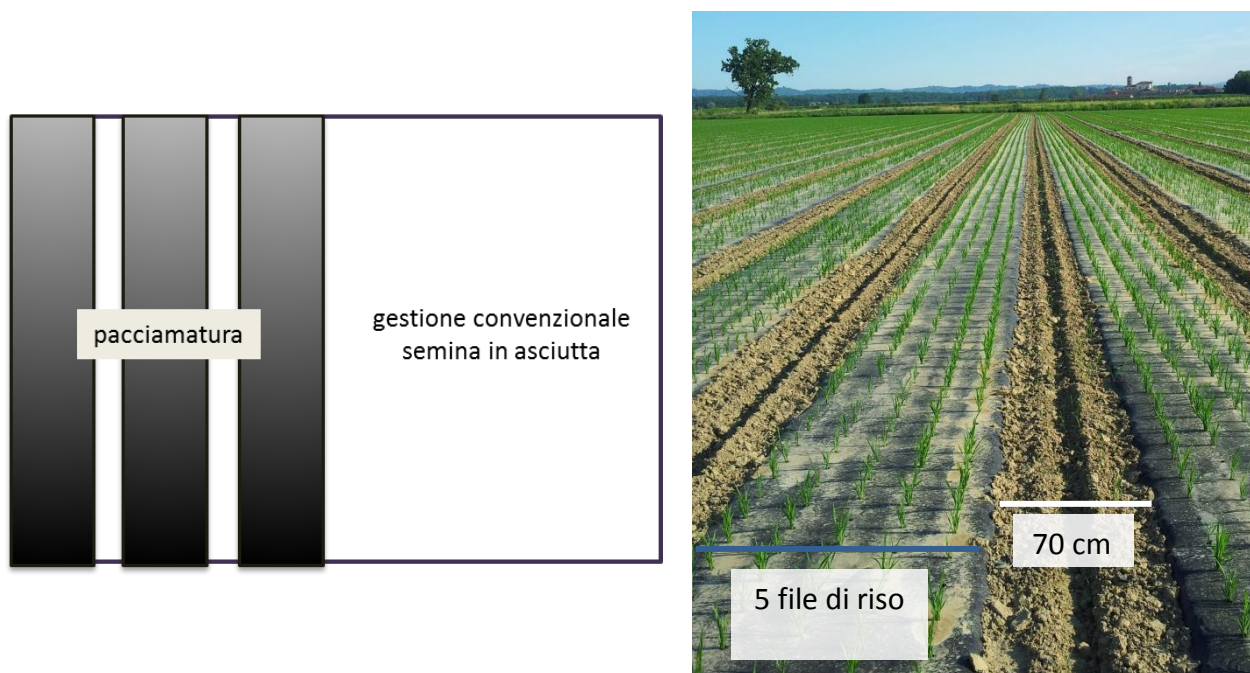 pacciamatura
gestione convenzionale
semina in asciutta
70 cm
5 file di riso